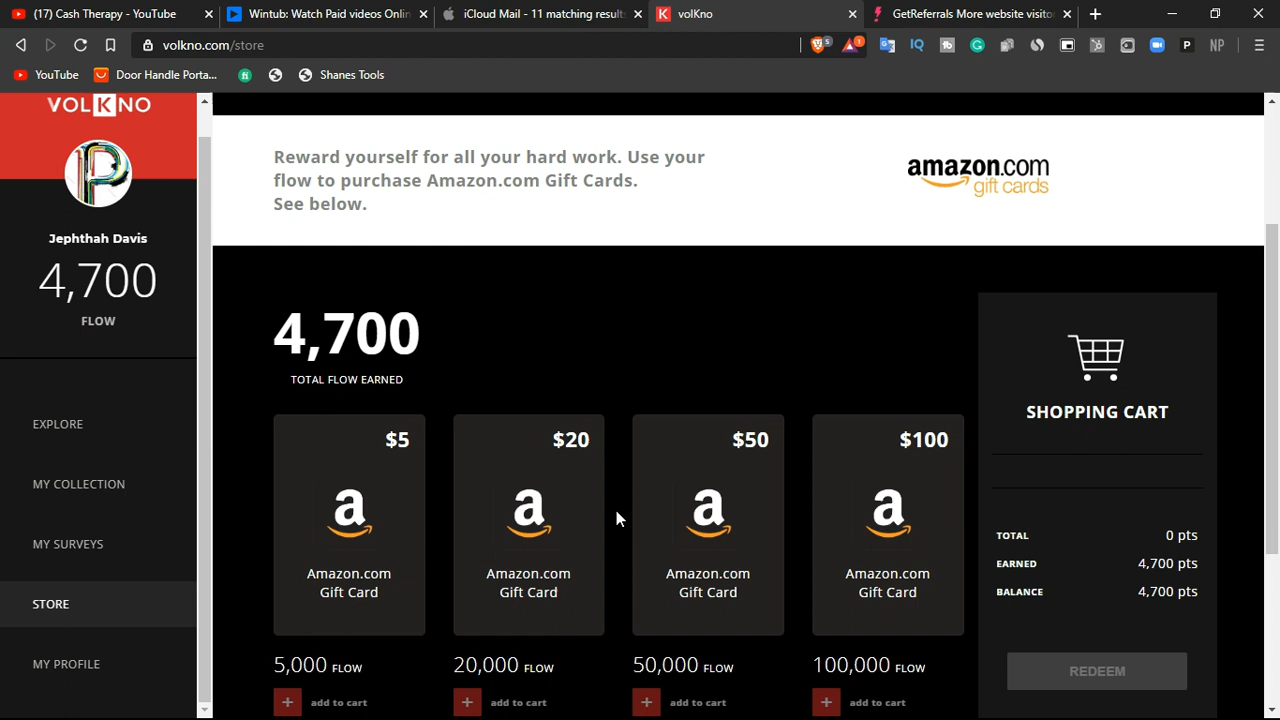 (17) Cash Therapy - YouTube
Wintub: Watch Paid videos Onlin
iCloud Mail - 11 matching results
volKno
GetReferrals More website visitor
volkno.com/store
5
1
IQ
P
NP
YouTube
Door Handle Porta...
Shanes Tools
VOLKNO
P
Jephthah Davis
4,700
FLOW
EXPLORE
MY COLLECTION
MY SURVEYS
STORE
MY PROFILE
Reward yourself for all your hard work. Use your
flow to purchase Amazon.com Gift Cards.
See below.
amazon.com
gift cards
4,700
TOTAL FLOW EARNED
$5
a
Amazon.com
Gift Card
5,000 FLOW
+ add to cart
$20
a
Amazon.com
Gift Card
20,000 FLOW
+ add to cart
$50
a
Amazon.com
Gift Card
50,000 FLOW
+ add to cart
$100
a
Amazon.com
Gift Card
100,000 FLOW
+ add to cart
SHOPPING CART
TOTAL 0 pts
EARNED 4,700 pts
BALANCE 4,700 pts
REDEEM